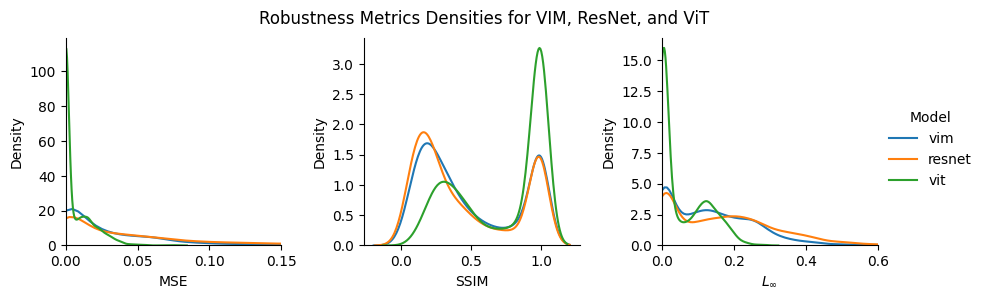 Robustness Metrics Densities for VIM, ResNet, and ViT
Density
100
80
60
40
20
0
0.00
0.05
0.10
0.15
MSE
Density
3.0
2.5
2.0
1.5
1.0
0.5
0.0
0.0
0.5
1.0
SSIM
Density
15.0
12.5
10.0
7.5
5.0
2.5
0.0
0.0
0.2
0.4
0.6
L∞
Model
vim
resnet
vit